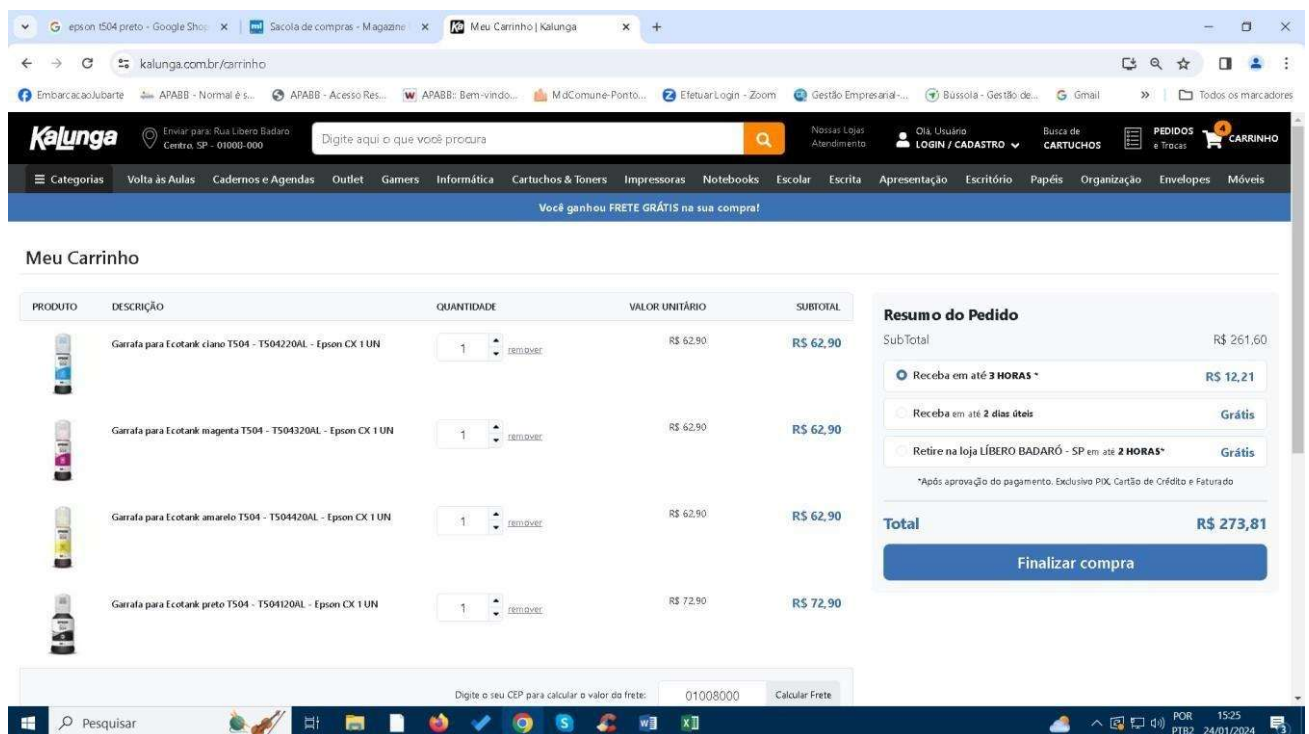 epson t504 preto - Google Shop
Sacola de compras - Magazine
Meu Carrinho | Kalunga
kalunga.com.br/carrinho
EmbarcacaoJubarte
APABB - Normal é s...
APABB - Acesso Res...
APABB:: Bem-vindo...
MdComune-Ponto...
Efetuar Login - Zoom
Gestão Empresarial-...
Bússola - Gestão de...
Gmail
Todos os marcadores
Kalunga
Enviar para: Rua Libero Badaro
Centro, SP - 01008-000
Digite aqui o que você procura
Nossas Lojas
Atendimento
Olá, Usuário
LOGIN / CADASTRO
Busca de
CARTUCHOS
PEDIDOS
e Trocas
4
CARRINHO
Categorias Volta às Aulas Cadernos e Agendas Outlet Gamers Informática Cartuchos & Toners Impressoras Notebooks Escolar Escrita Apresentação Escritório Papéis Organização Envelopes Móveis
Você ganhou FRETE GRÁTIS na sua compra!
Meu Carrinho
PRODUTO DESCRIÇÃO QUANTIDADE VALOR UNITÁRIO SUBTOTAL
Garrafa para Ecotank ciano T504 - T504220AL - Epson CX 1 UN 1 remover R$ 62,90 R$ 62,90
Garrafa para Ecotank magenta T504 - T504320AL - Epson CX 1 UN 1 remover R$ 62,90 R$ 62,90
Garrafa para Ecotank amarelo T504 - T504420AL - Epson CX 1 UN 1 remover R$ 62,90 R$ 62,90
Garrafa para Ecotank preto T504 - T504120AL - Epson CX 1 UN 1 remover R$ 72,90 R$ 72,90
Digite o seu CEP para calcular o valor do frete: 01008000 Calcular Frete
Resumo do Pedido
SubTotal R$ 261,60
Receba em até 3 HORAS * R$ 12,21
Receba em até 2 dias úteis Grátis
Retire na loja LÍBERO BADARÓ - SP em até 2 HORAS* Grátis
*Após aprovação do pagamento. Exclusivo PIX, Cartão de Crédito e Faturado
Total R$ 273,81
Finalizar compra
Pesquisar
POR
PTB2
15:25
24/01/2024